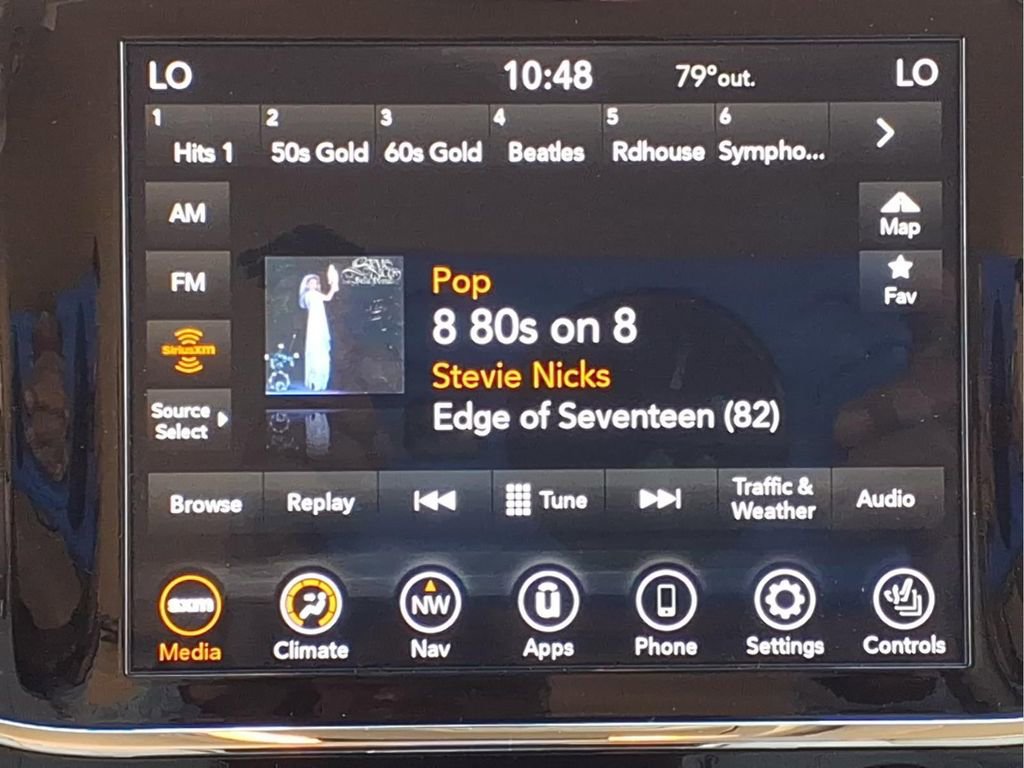 LO 10:48 79°out. LO
1 2 3 4 5 6
Hits 1 50s Gold 60s Gold Beatles Rdhouse Sympho...
AM
Map
FM
Fav
siriusxm
Source
Select
Pop
8 80s on 8
Stevie Nicks
Edge of Seventeen (82)
Browse Replay Tune Traffic & Weather Audio
sxm NW ū
Media Climate Nav Apps Phone Settings Controls